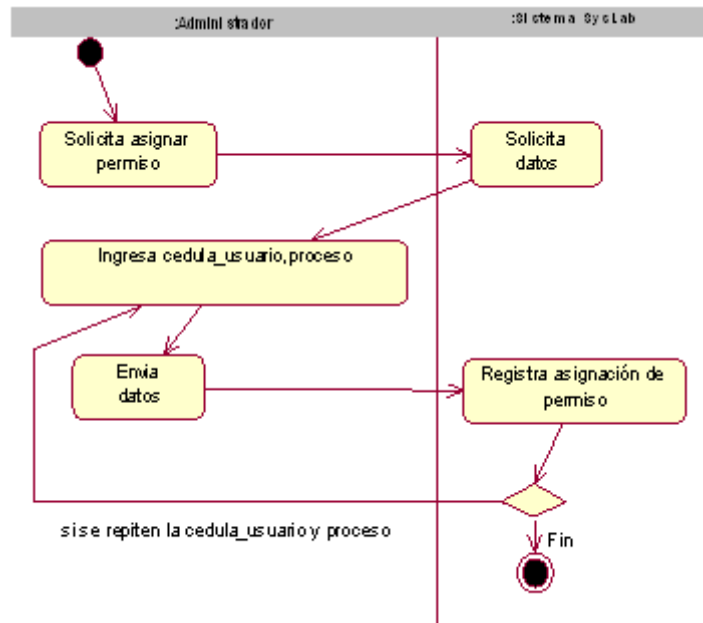 :Administrador
:Sistema SysLab
Solicita asignar
permiso
Solicita
datos
Ingresa cedula_usuario,proceso
Envia
datos
Registra asignación de
permiso
si se repiten la cedula_usuario y proceso
Fin